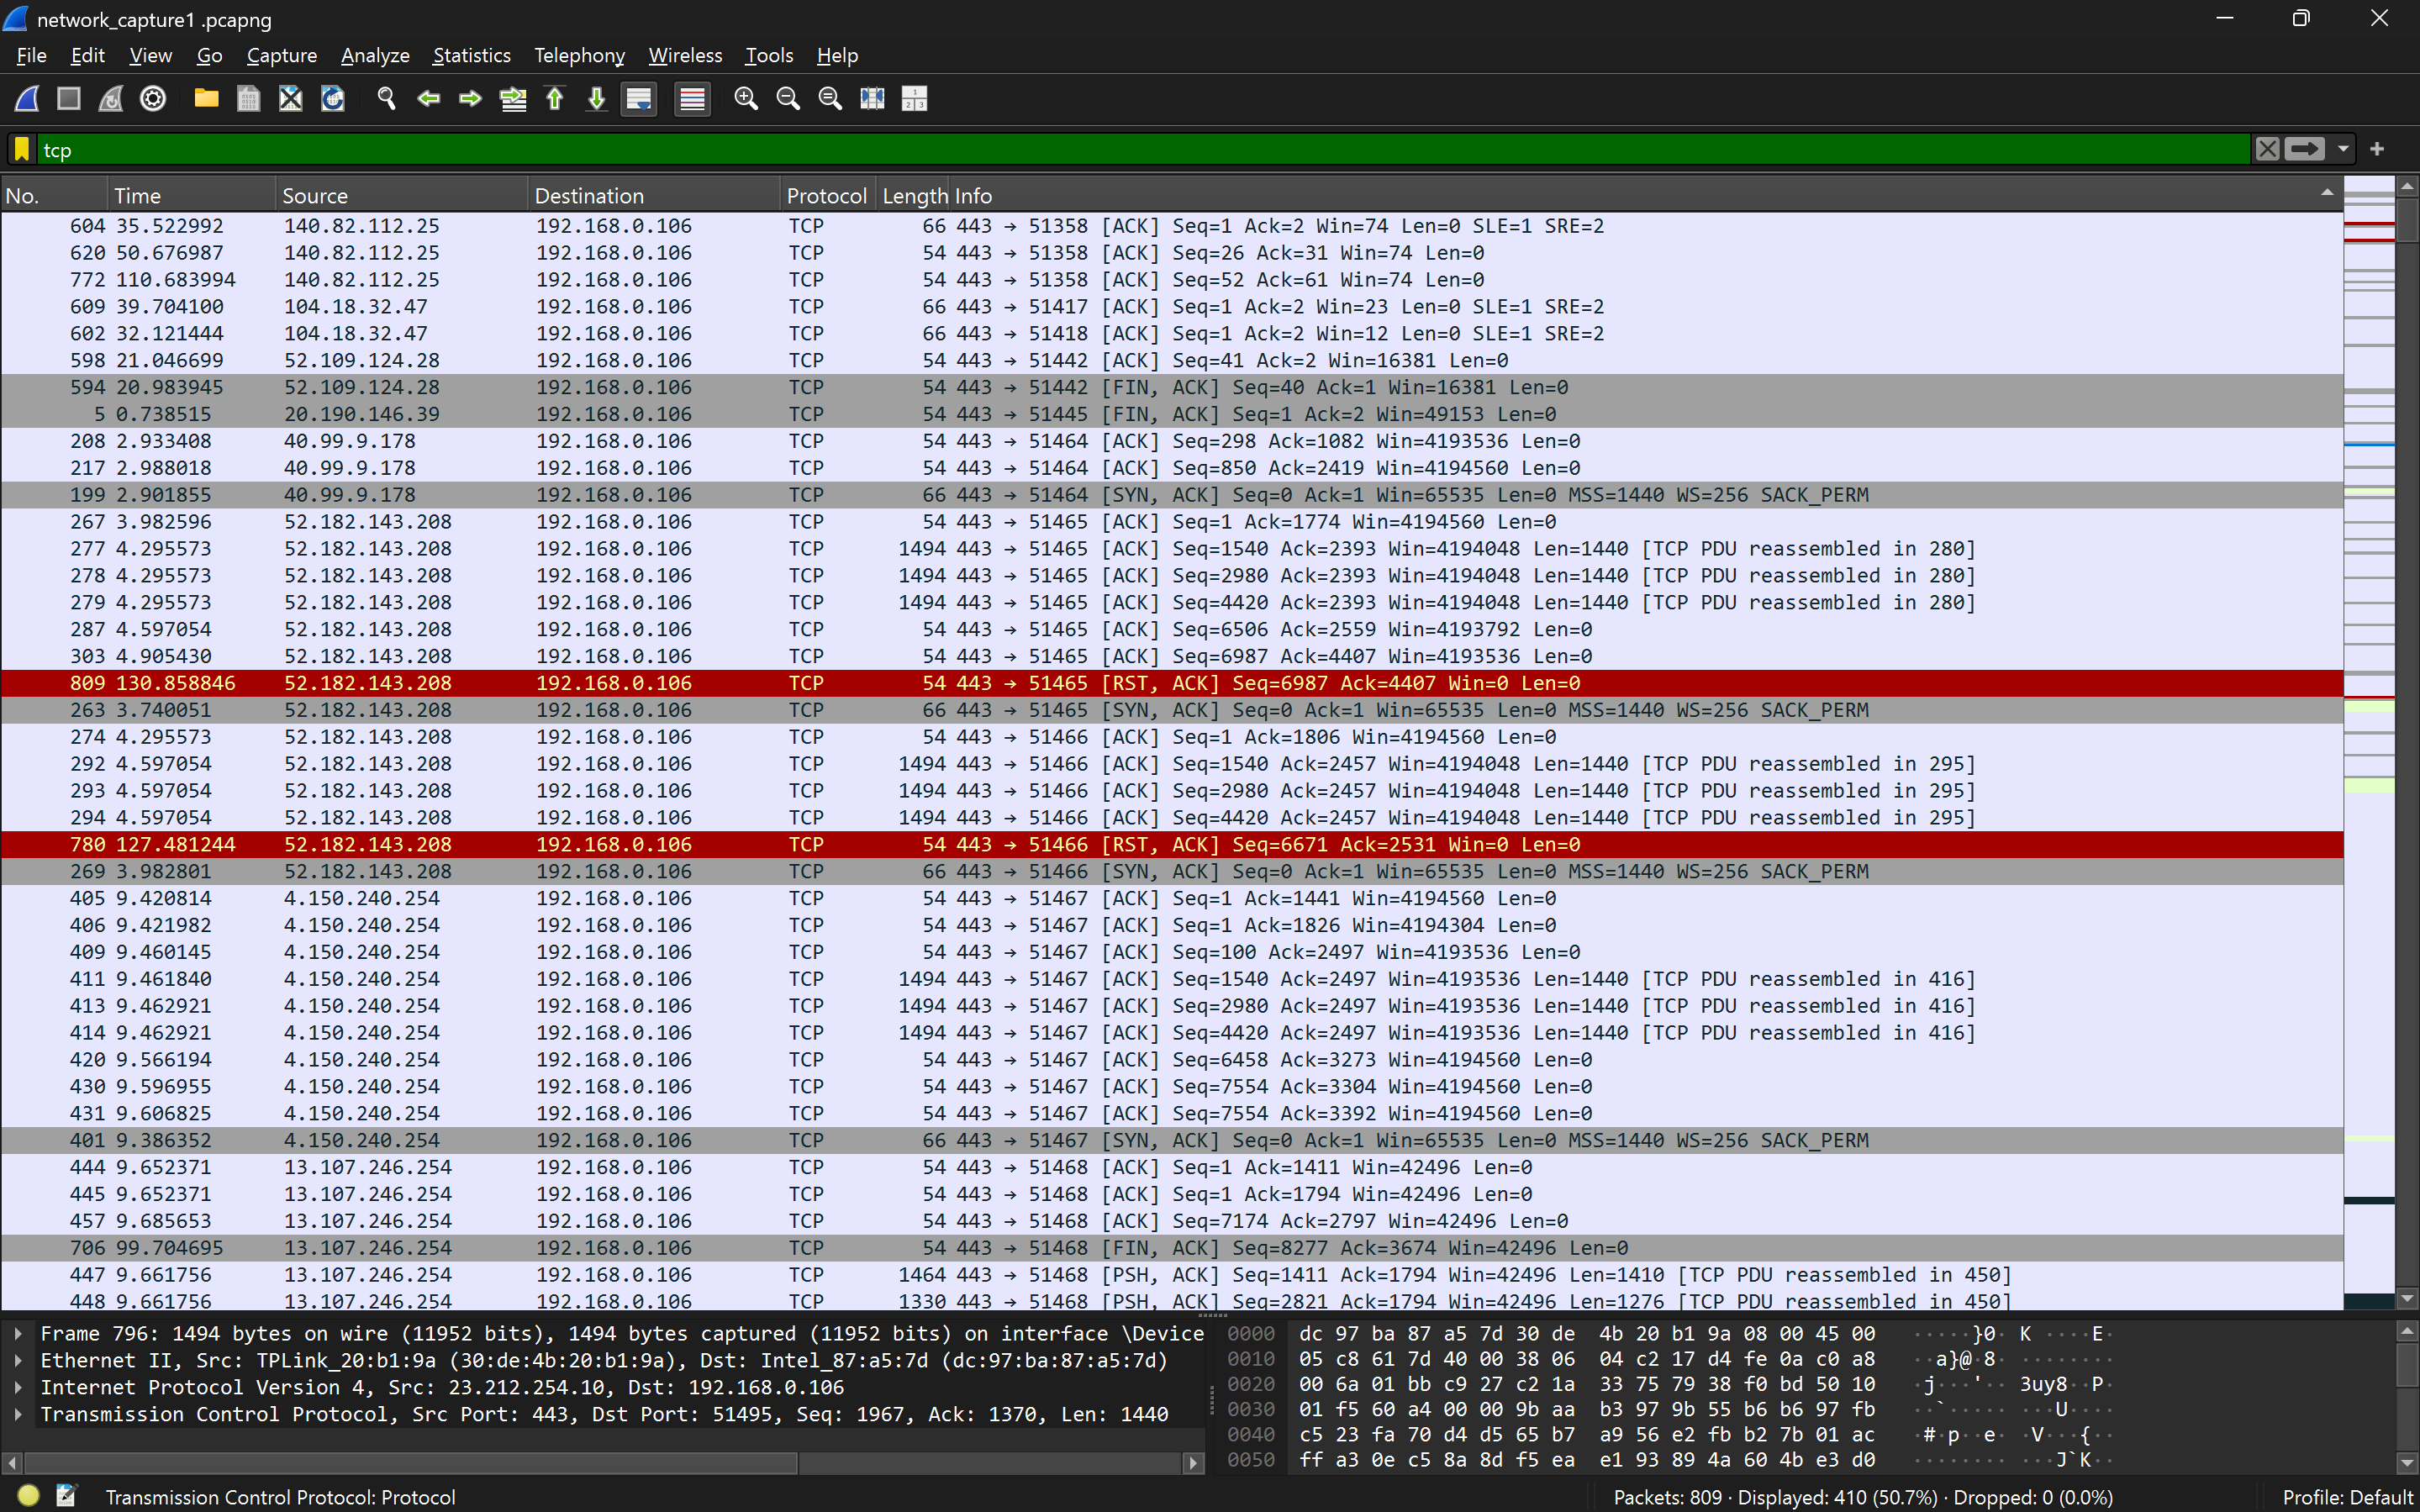 network_capture1 .pcapng
File Edit View Go Capture Analyze Statistics Telephony Wireless Tools Help
tcp
No. Time Source Destination Protocol Length Info
604 35.522992 140.82.112.25 192.168.0.106 TCP 66 443 → 51358 [ACK] Seq=1 Ack=2 Win=74 Len=0 SLE=1 SRE=2
620 50.676987 140.82.112.25 192.168.0.106 TCP 54 443 → 51358 [ACK] Seq=26 Ack=31 Win=74 Len=0
772 110.683994 140.82.112.25 192.168.0.106 TCP 54 443 → 51358 [ACK] Seq=52 Ack=61 Win=74 Len=0
609 39.704100 104.18.32.47 192.168.0.106 TCP 66 443 → 51417 [ACK] Seq=1 Ack=2 Win=23 Len=0 SLE=1 SRE=2
602 32.121444 104.18.32.47 192.168.0.106 TCP 66 443 → 51418 [ACK] Seq=1 Ack=2 Win=12 Len=0 SLE=1 SRE=2
598 21.046699 52.109.124.28 192.168.0.106 TCP 54 443 → 51442 [ACK] Seq=41 Ack=2 Win=16381 Len=0
594 20.983945 52.109.124.28 192.168.0.106 TCP 54 443 → 51442 [FIN, ACK] Seq=40 Ack=1 Win=16381 Len=0
5 0.738515 20.190.146.39 192.168.0.106 TCP 54 443 → 51445 [FIN, ACK] Seq=1 Ack=2 Win=49153 Len=0
208 2.933408 40.99.9.178 192.168.0.106 TCP 54 443 → 51464 [ACK] Seq=298 Ack=1082 Win=4193536 Len=0
217 2.988018 40.99.9.178 192.168.0.106 TCP 54 443 → 51464 [ACK] Seq=850 Ack=2419 Win=4194560 Len=0
199 2.901855 40.99.9.178 192.168.0.106 TCP 66 443 → 51464 [SYN, ACK] Seq=0 Ack=1 Win=65535 Len=0 MSS=1440 WS=256 SACK_PERM
267 3.982596 52.182.143.208 192.168.0.106 TCP 54 443 → 51465 [ACK] Seq=1 Ack=1774 Win=4194560 Len=0
277 4.295573 52.182.143.208 192.168.0.106 TCP 1494 443 → 51465 [ACK] Seq=1540 Ack=2393 Win=4194048 Len=1440 [TCP PDU reassembled in 280]
278 4.295573 52.182.143.208 192.168.0.106 TCP 1494 443 → 51465 [ACK] Seq=2980 Ack=2393 Win=4194048 Len=1440 [TCP PDU reassembled in 280]
279 4.295573 52.182.143.208 192.168.0.106 TCP 1494 443 → 51465 [ACK] Seq=4420 Ack=2393 Win=4194048 Len=1440 [TCP PDU reassembled in 280]
287 4.597054 52.182.143.208 192.168.0.106 TCP 54 443 → 51465 [ACK] Seq=6506 Ack=2559 Win=4193792 Len=0
303 4.905430 52.182.143.208 192.168.0.106 TCP 54 443 → 51465 [ACK] Seq=6987 Ack=4407 Win=4193536 Len=0
809 130.858846 52.182.143.208 192.168.0.106 TCP 54 443 → 51465 [RST, ACK] Seq=6987 Ack=4407 Win=0 Len=0
263 3.740051 52.182.143.208 192.168.0.106 TCP 66 443 → 51465 [SYN, ACK] Seq=0 Ack=1 Win=65535 Len=0 MSS=1440 WS=256 SACK_PERM
274 4.295573 52.182.143.208 192.168.0.106 TCP 54 443 → 51466 [ACK] Seq=1 Ack=1806 Win=4194560 Len=0
292 4.597054 52.182.143.208 192.168.0.106 TCP 1494 443 → 51466 [ACK] Seq=1540 Ack=2457 Win=4194048 Len=1440 [TCP PDU reassembled in 295]
293 4.597054 52.182.143.208 192.168.0.106 TCP 1494 443 → 51466 [ACK] Seq=2980 Ack=2457 Win=4194048 Len=1440 [TCP PDU reassembled in 295]
294 4.597054 52.182.143.208 192.168.0.106 TCP 1494 443 → 51466 [ACK] Seq=4420 Ack=2457 Win=4194048 Len=1440 [TCP PDU reassembled in 295]
780 127.481244 52.182.143.208 192.168.0.106 TCP 54 443 → 51466 [RST, ACK] Seq=6671 Ack=2531 Win=0 Len=0
269 3.982801 52.182.143.208 192.168.0.106 TCP 66 443 → 51466 [SYN, ACK] Seq=0 Ack=1 Win=65535 Len=0 MSS=1440 WS=256 SACK_PERM
405 9.420814 4.150.240.254 192.168.0.106 TCP 54 443 → 51467 [ACK] Seq=1 Ack=1441 Win=4194560 Len=0
406 9.421982 4.150.240.254 192.168.0.106 TCP 54 443 → 51467 [ACK] Seq=1 Ack=1826 Win=4194304 Len=0
409 9.460145 4.150.240.254 192.168.0.106 TCP 54 443 → 51467 [ACK] Seq=100 Ack=2497 Win=4193536 Len=0
411 9.461840 4.150.240.254 192.168.0.106 TCP 1494 443 → 51467 [ACK] Seq=1540 Ack=2497 Win=4193536 Len=1440 [TCP PDU reassembled in 416]
413 9.462921 4.150.240.254 192.168.0.106 TCP 1494 443 → 51467 [ACK] Seq=2980 Ack=2497 Win=4193536 Len=1440 [TCP PDU reassembled in 416]
414 9.462921 4.150.240.254 192.168.0.106 TCP 1494 443 → 51467 [ACK] Seq=4420 Ack=2497 Win=4193536 Len=1440 [TCP PDU reassembled in 416]
420 9.566194 4.150.240.254 192.168.0.106 TCP 54 443 → 51467 [ACK] Seq=6458 Ack=3273 Win=4194560 Len=0
430 9.596955 4.150.240.254 192.168.0.106 TCP 54 443 → 51467 [ACK] Seq=7554 Ack=3304 Win=4194560 Len=0
431 9.606825 4.150.240.254 192.168.0.106 TCP 54 443 → 51467 [ACK] Seq=7554 Ack=3392 Win=4194560 Len=0
401 9.386352 4.150.240.254 192.168.0.106 TCP 66 443 → 51467 [SYN, ACK] Seq=0 Ack=1 Win=65535 Len=0 MSS=1440 WS=256 SACK_PERM
444 9.652371 13.107.246.254 192.168.0.106 TCP 54 443 → 51468 [ACK] Seq=1 Ack=1411 Win=42496 Len=0
445 9.652371 13.107.246.254 192.168.0.106 TCP 54 443 → 51468 [ACK] Seq=1 Ack=1794 Win=42496 Len=0
457 9.685653 13.107.246.254 192.168.0.106 TCP 54 443 → 51468 [ACK] Seq=7174 Ack=2797 Win=42496 Len=0
706 99.704695 13.107.246.254 192.168.0.106 TCP 54 443 → 51468 [FIN, ACK] Seq=8277 Ack=3674 Win=42496 Len=0
447 9.661756 13.107.246.254 192.168.0.106 TCP 1464 443 → 51468 [PSH, ACK] Seq=1411 Ack=1794 Win=42496 Len=1410 [TCP PDU reassembled in 450]
448 9.661756 13.107.246.254 192.168.0.106 TCP 1330 443 → 51468 [PSH, ACK] Seq=2821 Ack=1794 Win=42496 Len=1276 [TCP PDU reassembled in 450]
Frame 796: 1494 bytes on wire (11952 bits), 1494 bytes captured (11952 bits) on interface \Device
Ethernet II, Src: TPLink_20:b1:9a (30:de:4b:20:b1:9a), Dst: Intel_87:a5:7d (dc:97:ba:87:a5:7d)
Internet Protocol Version 4, Src: 23.212.254.10, Dst: 192.168.0.106
Transmission Control Protocol, Src Port: 443, Dst Port: 51495, Seq: 1967, Ack: 1370, Len: 1440
0000 dc 97 ba 87 a5 7d 30 de 4b 20 b1 9a 08 00 45 00 ·····}0· K ····E·
0010 05 c8 61 7d 40 00 38 06 04 c2 17 d4 fe 0a c0 a8 ··a}@·8· ········
0020 00 6a 01 bb c9 27 c2 1a 33 75 79 38 f0 bd 50 10 ·j···'·· 3uy8··P·
0030 01 f5 60 a4 00 00 9b aa b3 97 9b 55 b6 b6 97 fb ··`····· ···U····
0040 c5 23 fa 70 d4 d5 65 b7 a9 56 e2 fb b2 7b 01 ac ·#·p··e· ·V···{··
0050 ff a3 0e c5 8a 8d f5 ea e1 93 89 4a 60 4b e3 d0 ········ ···J`K··
Transmission Control Protocol: Protocol
Packets: 809 · Displayed: 410 (50.7%) · Dropped: 0 (0.0%)
Profile: Default